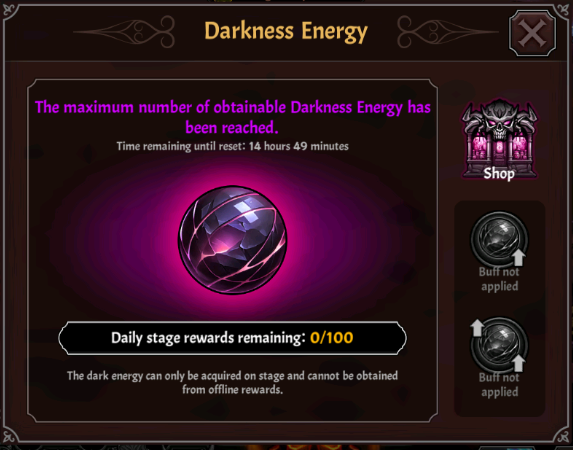 Darkness Energy
The maximum number of obtainable Darkness Energy has
been reached.
Time remaining until reset: 14 hours 49 minutes
Shop
Buff not
applied
Daily stage rewards remaining: 0/100
Buff not
applied
The dark energy can only be acquired on stage and cannot be obtained
from offline rewards.